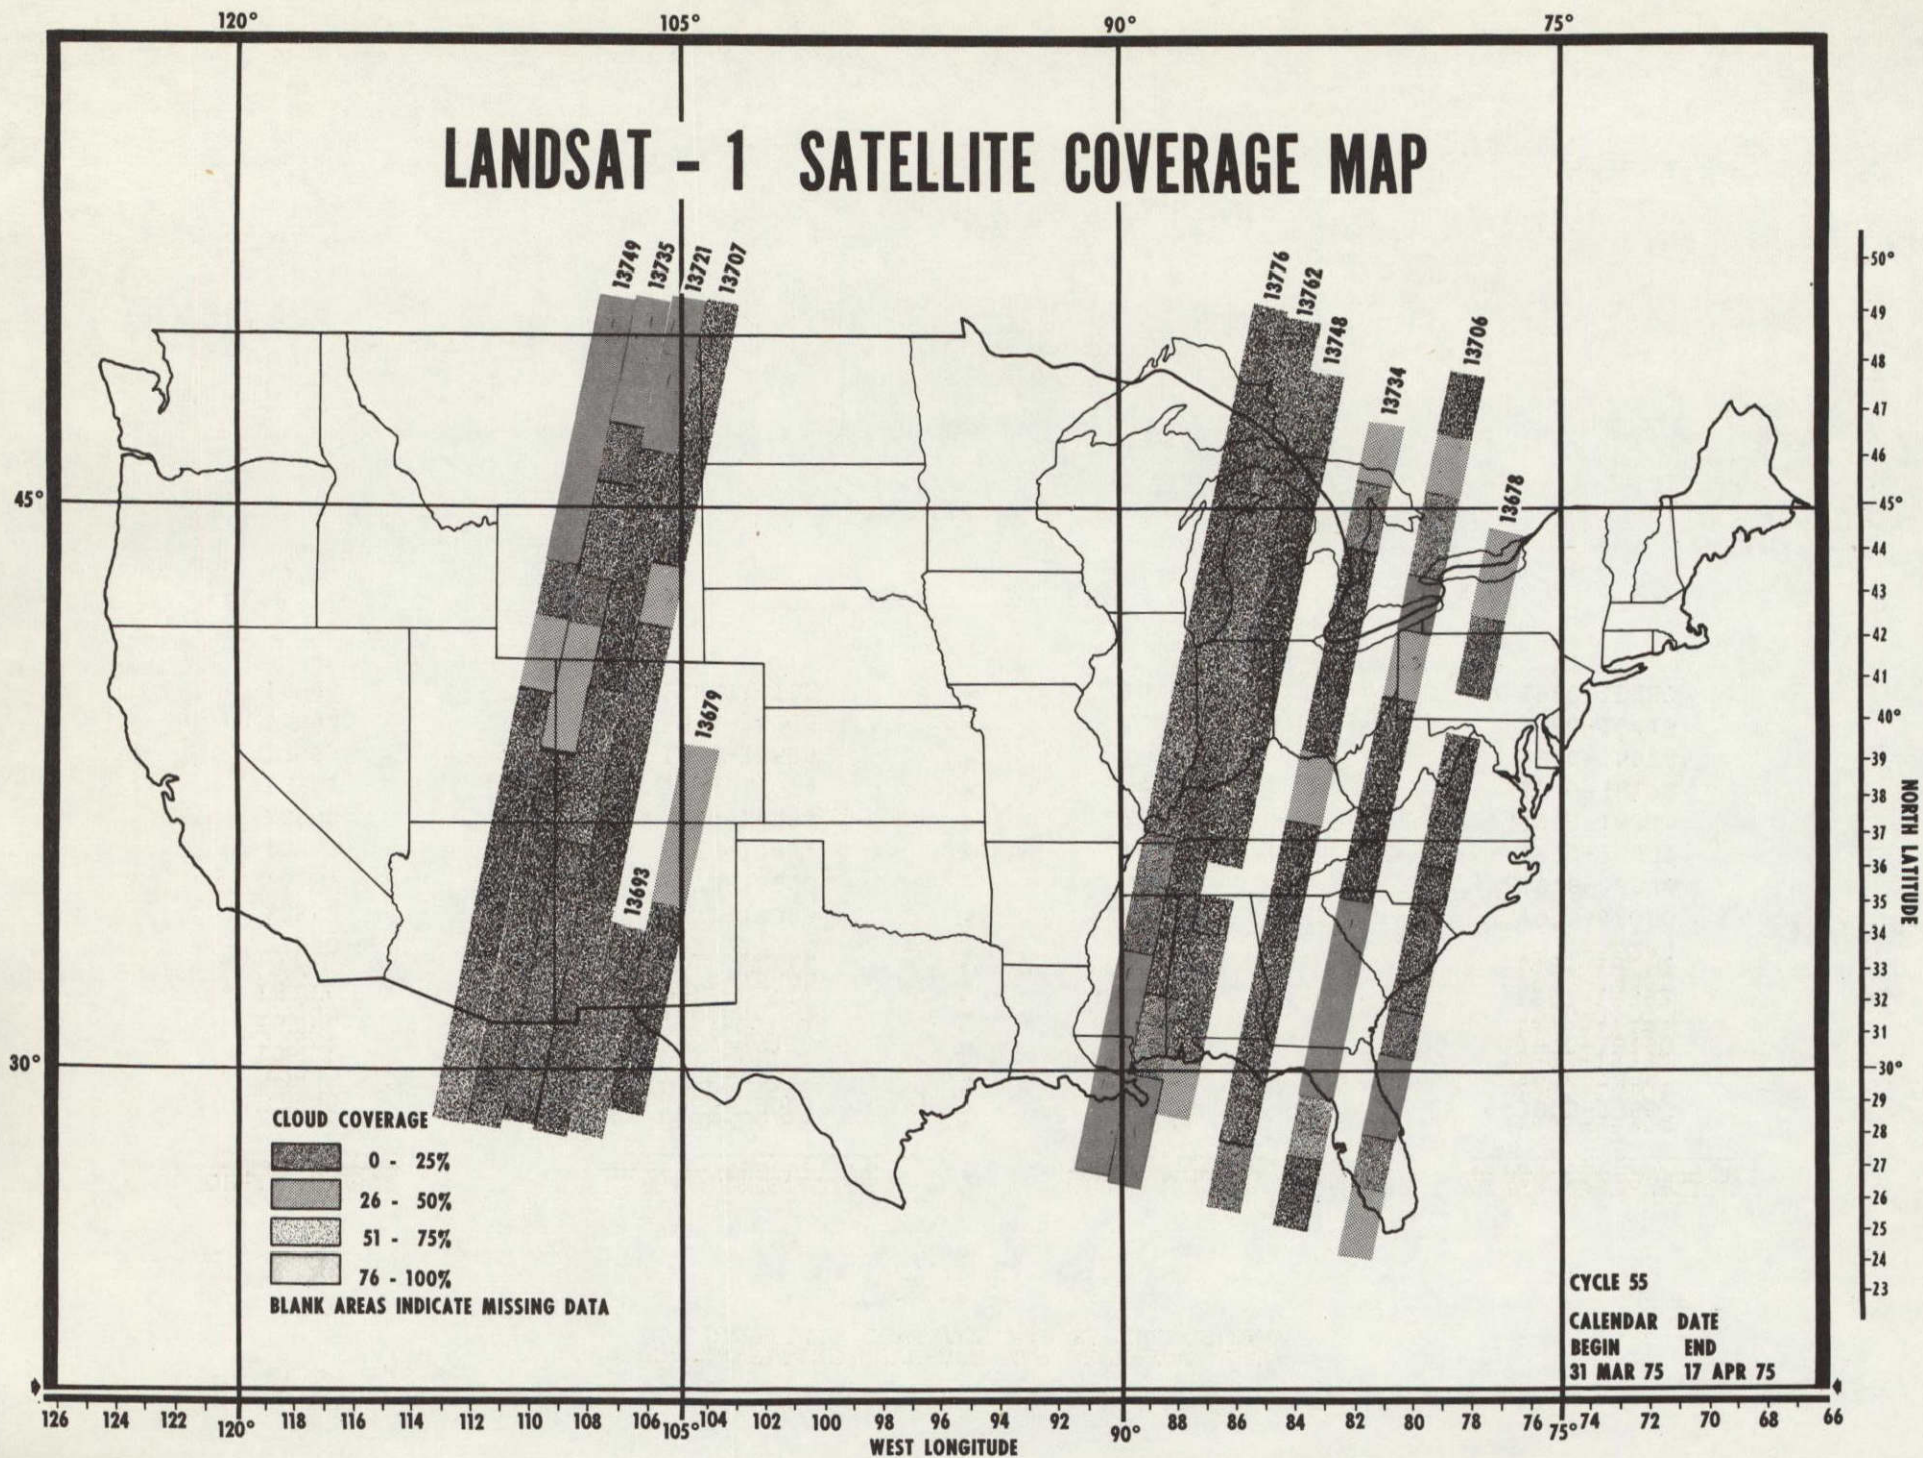 120° 105° 90° 75°
LANDSAT - 1 SATELLITE COVERAGE MAP
13749
13735
13721
13707
13776
13762
13748
13734
13706
13678
13679
13693
45°
30°
50°
49
48
47
46
45°
44
43
42
41
40°
39
38
37
36
35
34
33
32
31
30°
29
28
27
26
25
24
23
NORTH LATITUDE
CLOUD COVERAGE
0 - 25%
26 - 50%
51 - 75%
76 - 100%
BLANK AREAS INDICATE MISSING DATA
CYCLE 55
CALENDAR DATE
BEGIN END
31 MAR 75 17 APR 75
126 124 122 120° 118 116 114 112 110 108 106 105° 104 102 100 98 96 94 92 90° 88 86 84 82 80 78 76 75° 74 72 70 68 66
WEST LONGITUDE